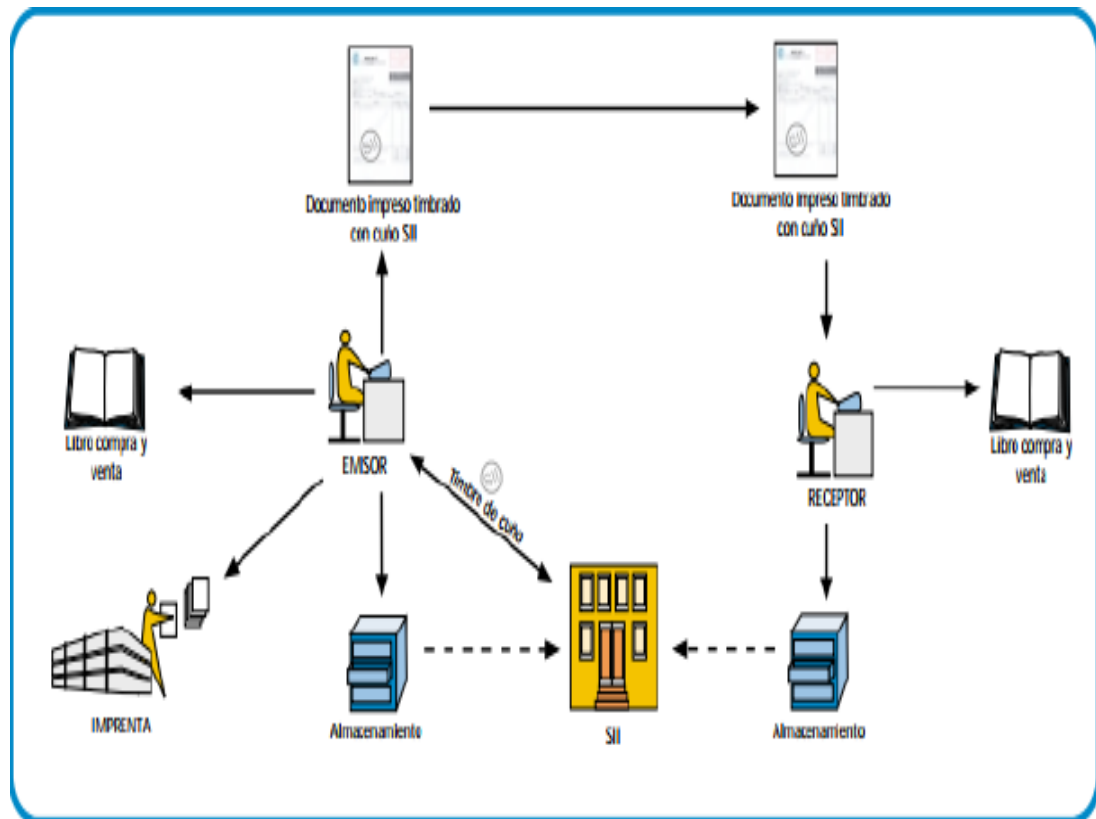 Documento impreso timbrado
con cuño SII
Documento impreso timbrado
con cuño SII
Libro compra y
venta
EMISOR
Timbre de cuño
RECEPTOR
Libro compra y
venta
IMPRENTA
Almacenamiento
SII
Almacenamiento